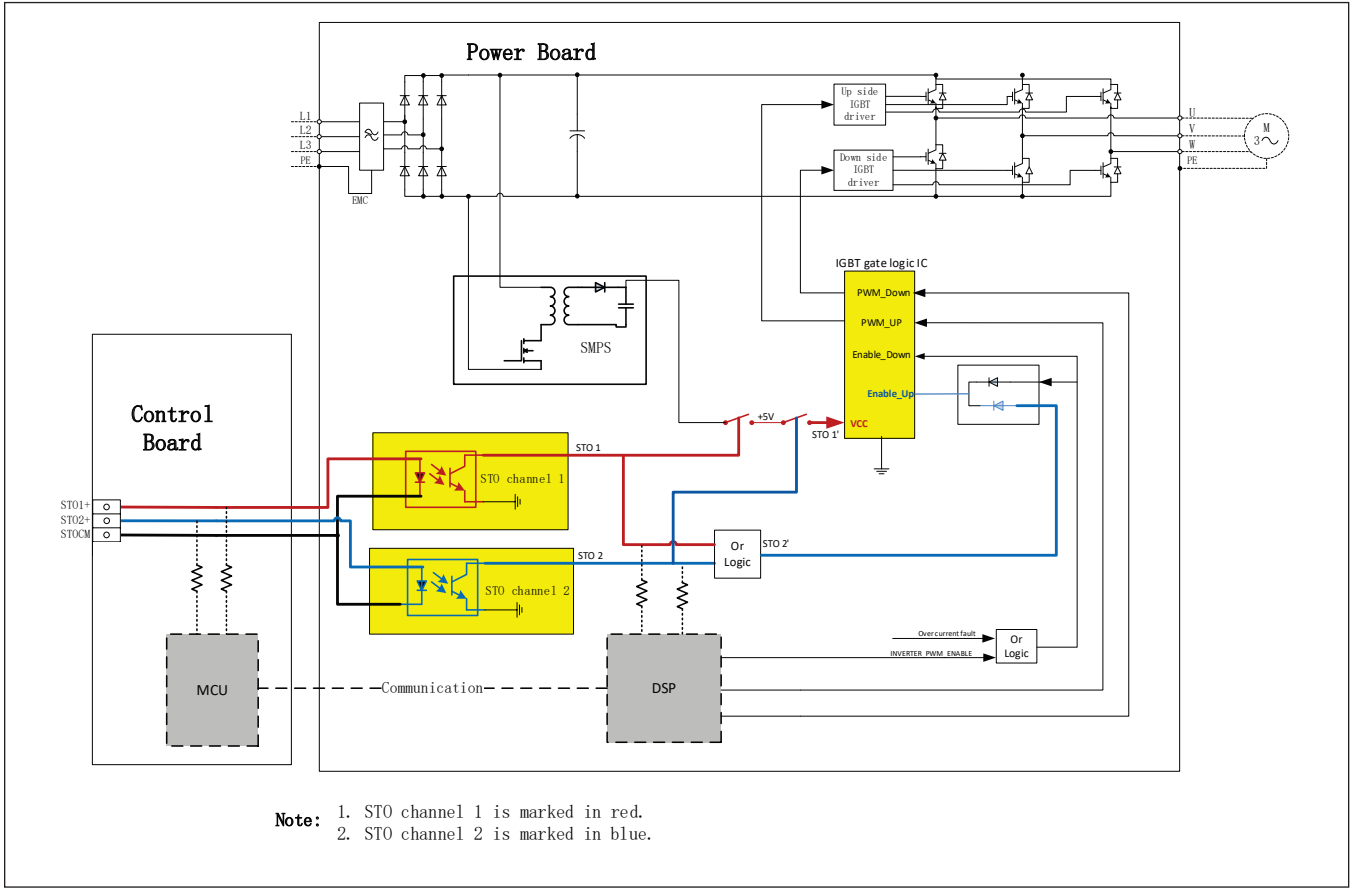 Power Board
L1
L2
L3
PE
EMC
Up side
IGBT
driver
Down side
IGBT
driver
U
V
W
PE
M
3
SMPS
IGBT gate logic IC
PWM_Down
PWM_UP
Enable_Down
Enable_Up
VCC
+5V
STO 1'
Control
Board
STO1+
STO2+
STOCM
STO 1
STO channel 1
STO 2
STO channel 2
Or
Logic
STO 2'
Over current fault
INVERTER_PWM_ENABLE
Or
Logic
MCU
Communication
DSP
Note:
1. STO channel 1 is marked in red.
2. STO channel 2 is marked in blue.